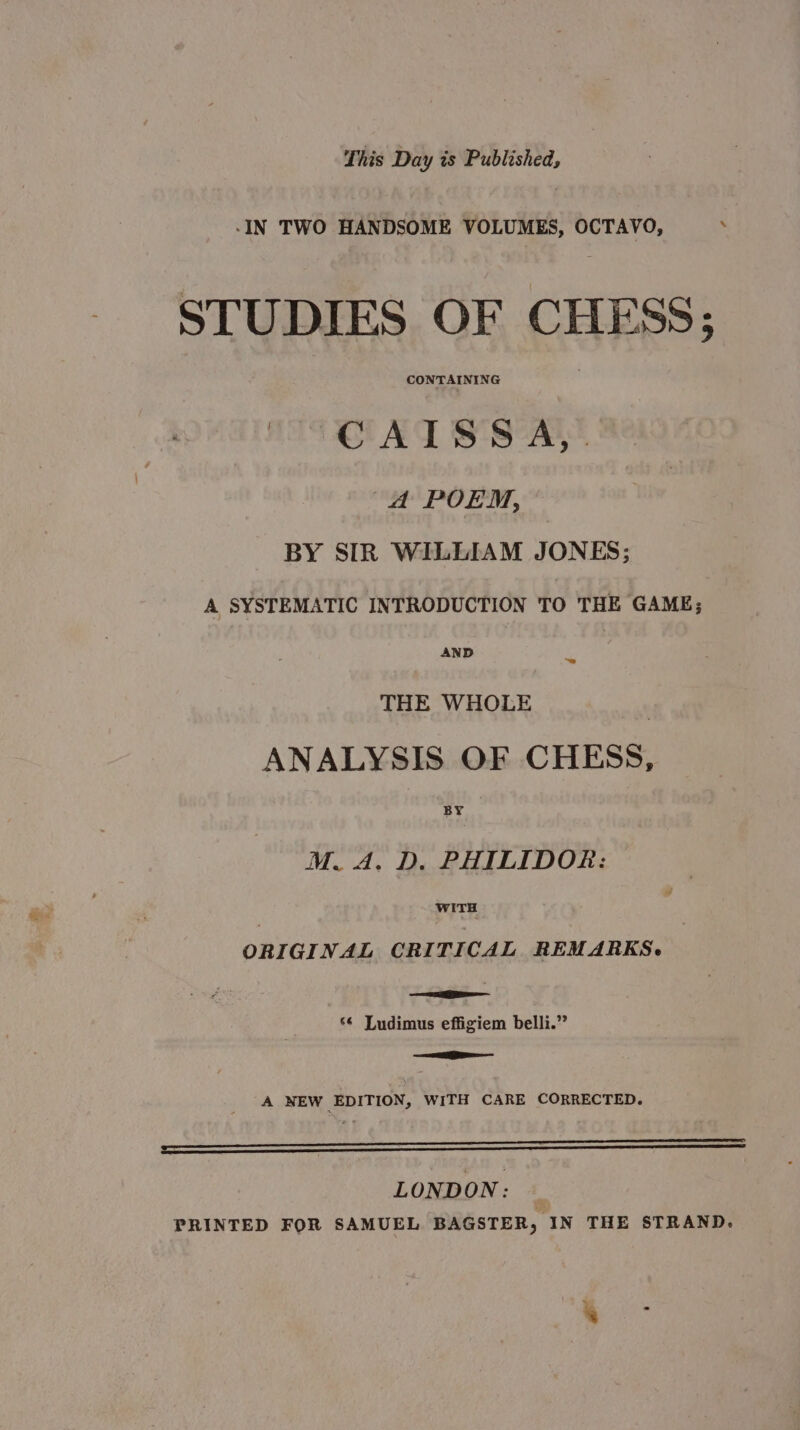 This Day is Published,
IN TWO HANDSOME VOLUMES, OCTAVO,
STUDIES OF CHESS;
CONTAINING
CAISSA,
A POEM,
BY SIR WILLIAM JONES;
A SYSTEMATIC INTRODUCTION TO THE GAME;
AND
THE WHOLE
ANALYSIS OF CHESS,
BY
M. A. D. PHILIDOR:
WITH
ORIGINAL CRITICAL REMARKS.
“ Ludimus effigiem belli.”
A NEW EDITION, WITH CARE CORRECTED.
LONDON:
PRINTED FOR SAMUEL BAGSTER, IN THE STRAND.